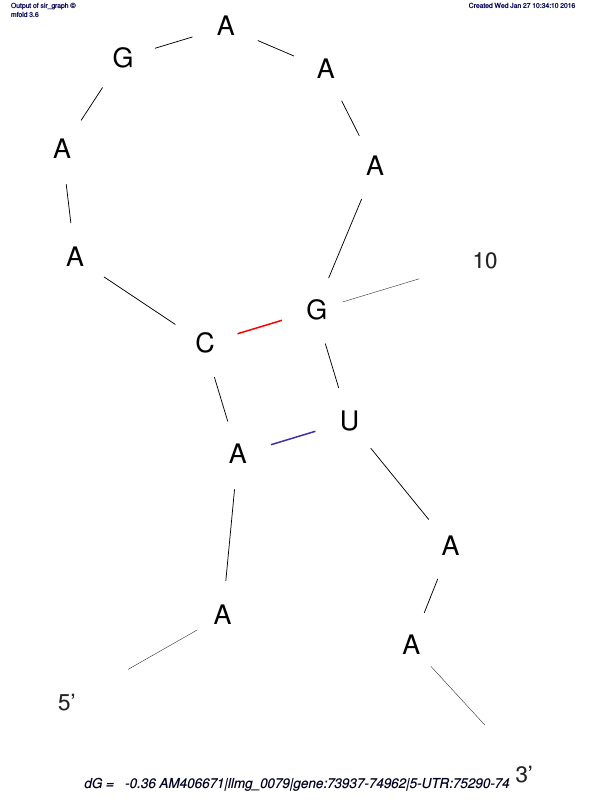 Output of sir_graph ©
mfold 3.6
Created Wed Jan 27 10:34:10 2016
A
G
A
A
A
A
A
10
G
C
U
A
A
A
A
5’
3’
dG = -0.36 AM406671|llmg_0079|gene:73937-74962|5-UTR:75290-74